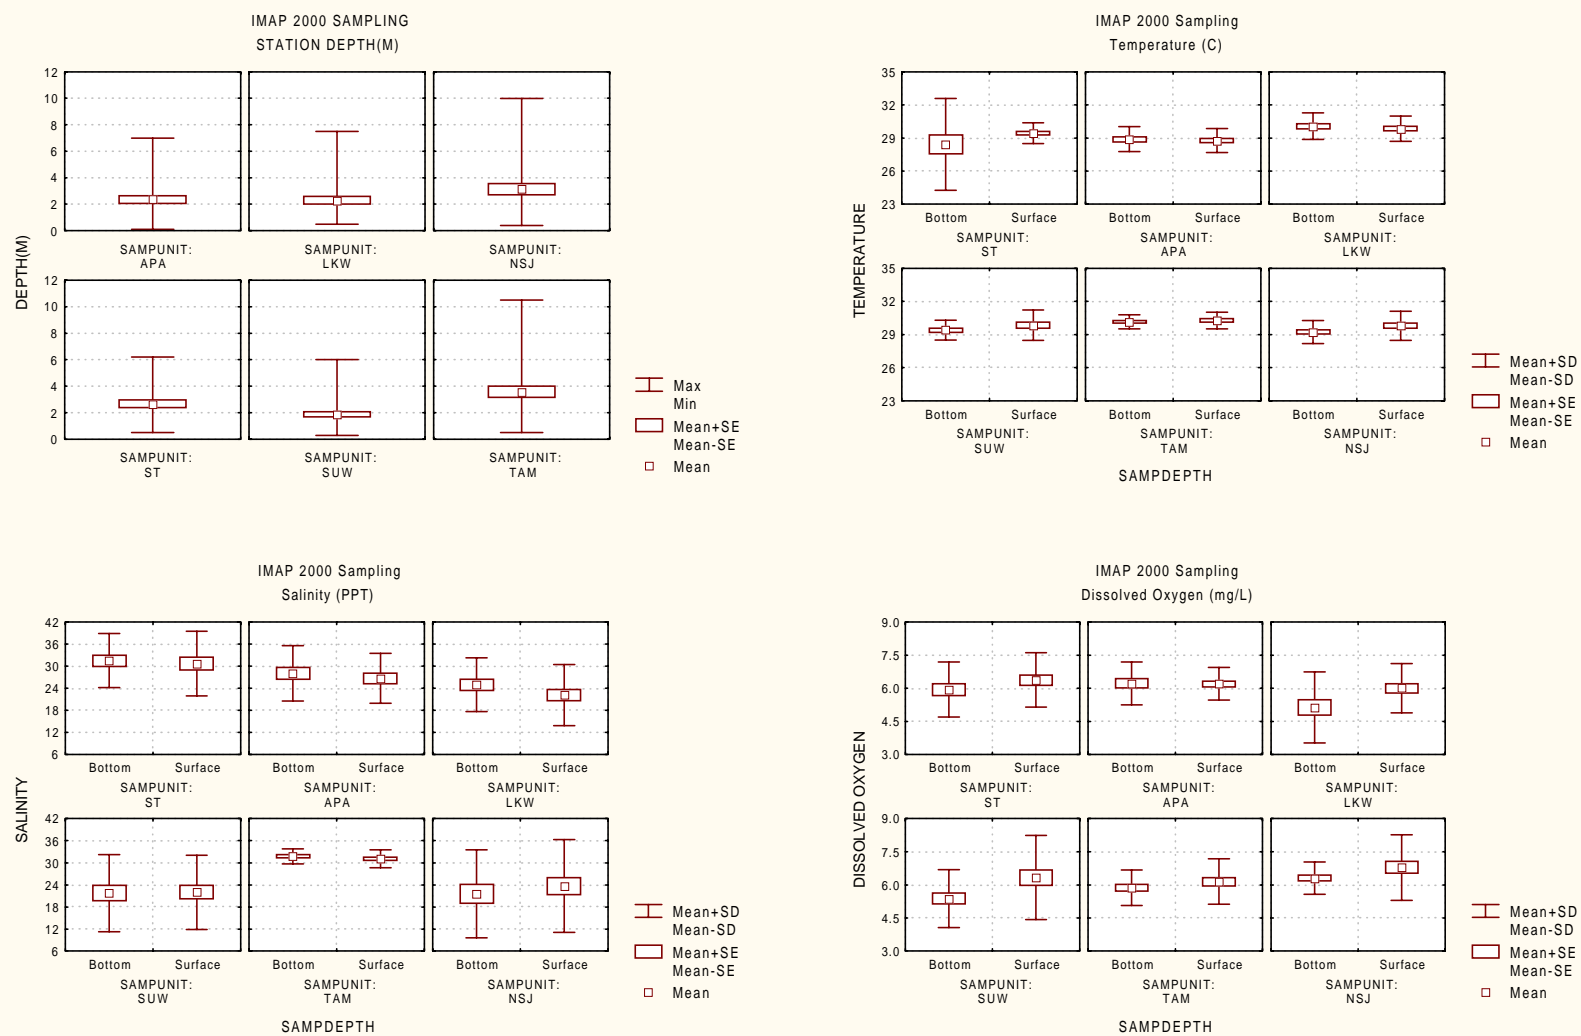 IMAP 2000 SAMPLING
STATION DEPTH(M)
DEPTH(M)
12
10
8
6
4
2
0
SAMPUNIT:
APA
SAMPUNIT:
LKW
SAMPUNIT:
NSJ
12
10
8
6
4
2
0
SAMPUNIT:
ST
SAMPUNIT:
SUW
SAMPUNIT:
TAM
Max
Min
Mean+SE
Mean-SE
Mean
IMAP 2000 Sampling
Temperature (C)
TEMPERATURE
35
32
29
26
23
Bottom Surface
SAMPUNIT:
ST
Bottom Surface
SAMPUNIT:
APA
Bottom Surface
SAMPUNIT:
LKW
35
32
29
26
23
Bottom Surface
SAMPUNIT:
SUW
Bottom Surface
SAMPUNIT:
TAM
Bottom Surface
SAMPUNIT:
NSJ
SAMPDEPTH
Mean+SD
Mean-SD
Mean+SE
Mean-SE
Mean
IMAP 2000 Sampling
Salinity (PPT)
SALINITY
42
36
30
24
18
12
6
Bottom Surface
SAMPUNIT:
ST
Bottom Surface
SAMPUNIT:
APA
Bottom Surface
SAMPUNIT:
LKW
42
36
30
24
18
12
6
Bottom Surface
SAMPUNIT:
SUW
Bottom Surface
SAMPUNIT:
TAM
Bottom Surface
SAMPUNIT:
NSJ
SAMPDEPTH
Mean+SD
Mean-SD
Mean+SE
Mean-SE
Mean
IMAP 2000 Sampling
Dissolved Oxygen (mg/L)
DISSOLVED OXYGEN
9.0
7.5
6.0
4.5
3.0
Bottom Surface
SAMPUNIT:
ST
Bottom Surface
SAMPUNIT:
APA
Bottom Surface
SAMPUNIT:
LKW
9.0
7.5
6.0
4.5
3.0
Bottom Surface
SAMPUNIT:
SUW
Bottom Surface
SAMPUNIT:
TAM
Bottom Surface
SAMPUNIT:
NSJ
SAMPDEPTH
Mean+SD
Mean-SD
Mean+SE
Mean-SE
Mean